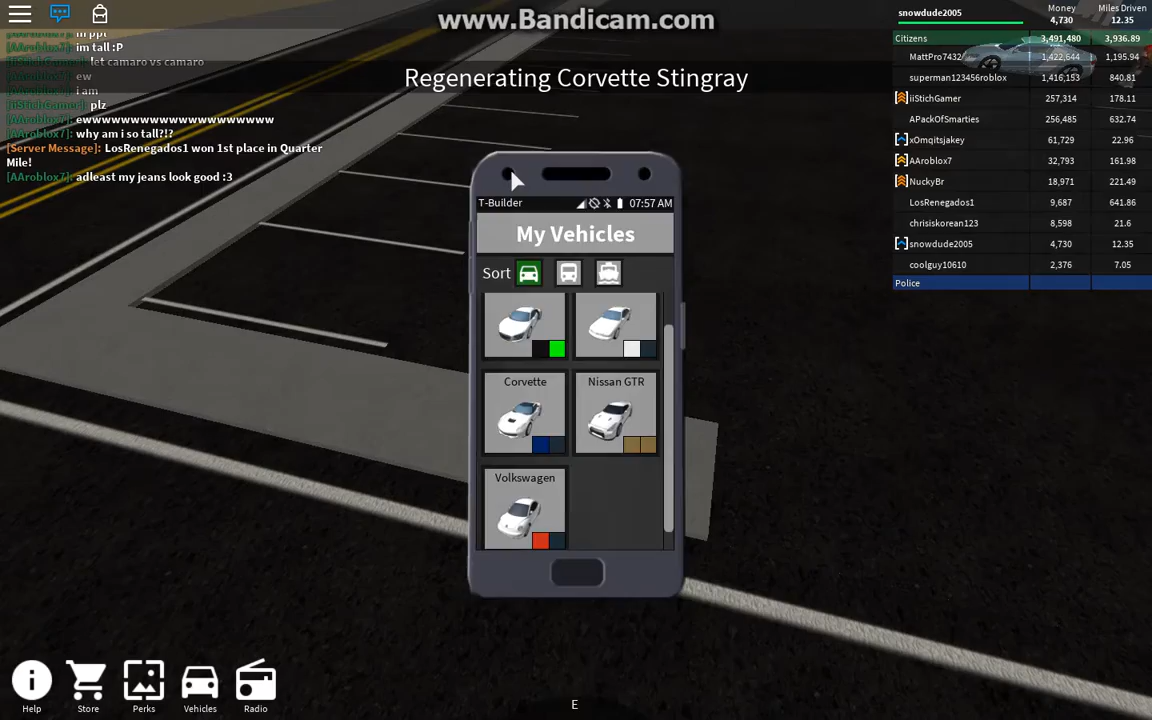 www.Bandicam.com
Regenerating Corvette Stingray
[AAroblox7]: im tall :P
let camaro vs camaro
ew
i am
[iiStichGamer]: plz
[AAroblox7]: ewwwwwwwwwwwwwwwwwwwwwww
[AAroblox7]: why am i so tall?!?
[Server Message]: LosRenegados1 won 1st place in Quarter
Mile!
[AAroblox7]: adleast my jeans look good :3
snowdude2005 Money Miles Driven
4,730 12.35
Citizens 3,491,480 3,936.89
MattPro7432 1,422,644 1,195.94
superman123456roblox 1,416,153 840.81
iiStichGamer 257,314 178.11
APackOfSmarties 256,485 632.74
xOmqitsjakey 61,729 22.96
AAroblox7 32,793 161.98
NuckyBr 18,971 221.49
LosRenegados1 9,687 641.86
chrisiskorean123 8,598 21.6
snowdude2005 4,730 12.35
coolguy10610 2,376 7.05
Police
T-Builder 07:57 AM
My Vehicles
Sort
Corvette Nissan GTR
Volkswagen
Help Store Perks Vehicles Radio
E